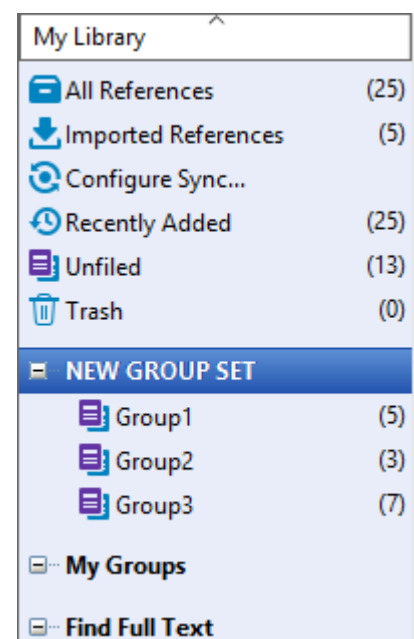 My Library
All References (25)
Imported References (5)
Configure Sync...
Recently Added (25)
Unfiled (13)
Trash (0)
NEW GROUP SET
Group1 (5)
Group2 (3)
Group3 (7)
My Groups
Find Full Text